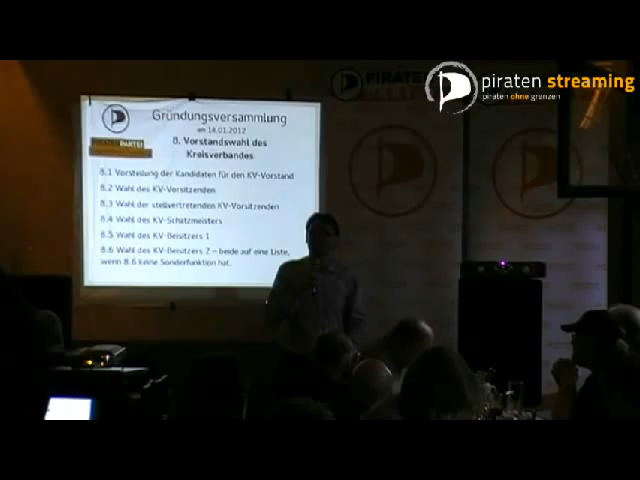 piraten streaming
piraten ohne grenzen
PIRATEN
Gründungsversammlung
am 14.01.2012
PIRATENPARTEI
8. Vorstandswahl des
Kreisverbandes
8.1 Vorstellung der Kandidaten für den KV-Vorstand
8.2 Wahl des KV-Vorsitzenden
8.3 Wahl der stellvertretenden KV-Vorsitzenden
8.4 Wahl des KV-Schatzmeisters
8.5 Wahl des KV-Beisitzers 1
8.6 Wahl des KV-Beisitzers 2 – beide auf eine Liste,
wenn 8.6 keine Sonderfunktion hat.